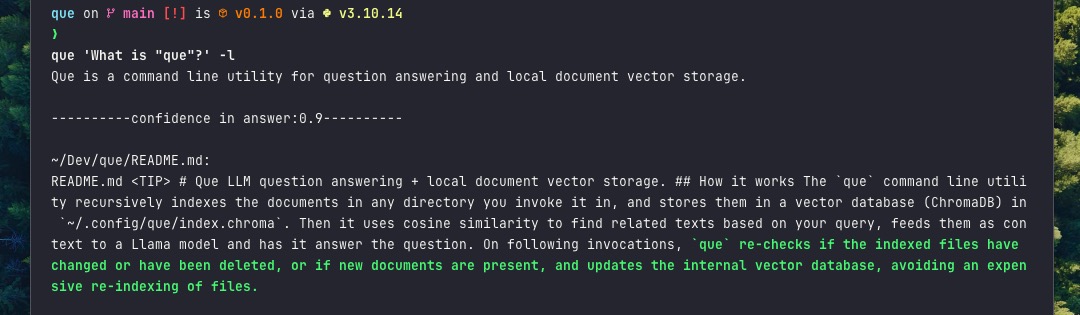 que on main [!] is v0.1.0 via v3.10.14
❯
que 'What is "que"?' -l
Que is a command line utility for question answering and local document vector storage.
----------confidence in answer:0.9----------
~/Dev/que/README.md:
README.md <TIP> # Que LLM question answering + local document vector storage. ## How it works The `que` command line utili
ty recursively indexes the documents in any directory you invoke it in, and stores them in a vector database (ChromaDB) in
`~/.config/que/index.chroma`. Then it uses cosine similarity to find related texts based on your query, feeds them as con
text to a Llama model and has it answer the question. On following invocations, `que` re-checks if the indexed files have
changed or have been deleted, or if new documents are present, and updates the internal vector database, avoiding an expen
sive re-indexing of files.